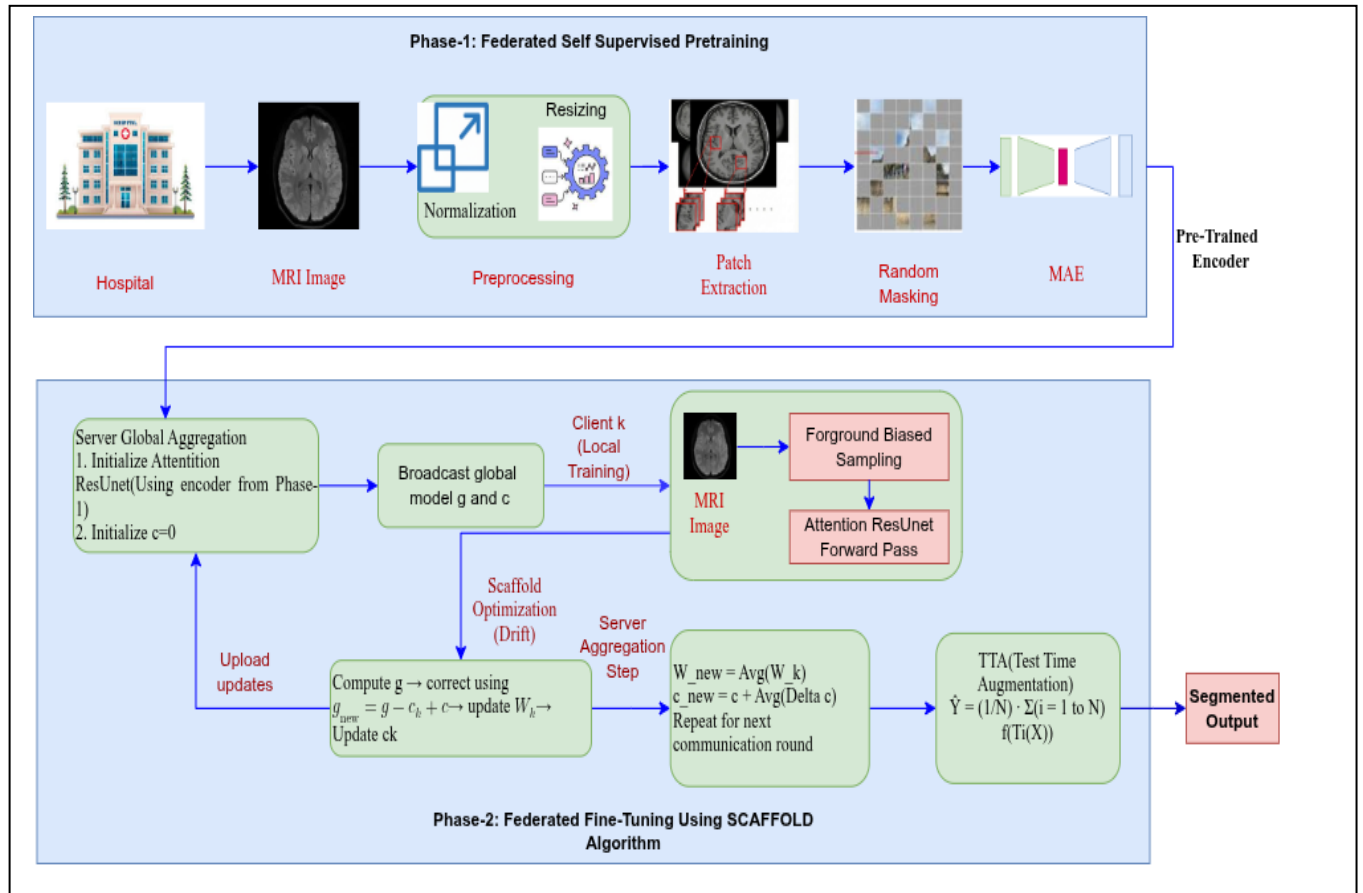 Phase-1: Federated Self Supervised Pretraining
Resizing
Normalization
Hospital
MRI Image
Preprocessing
Patch
Extraction
Random
Masking
MAE
Pre-Trained
Encoder
Server Global Aggregation
1. Initialize Attentition
ResUnet(Using encoder from Phase-
1)
2. Initialize c=0
Broadcast global
model g and c
Client k
(Local
Training)
MRI
Image
Forground Biased
Sampling
Attention ResUnet
Forward Pass
Scaffold
Optimization
(Drift)
Upload
updates
Compute g → correct using
g_new = g − c_k + c→ update W_k→
Update ck
Server
Aggregation
Step
W_new = Avg(W_k)
c_new = c + Avg(Delta c)
Repeat for next
communication round
TTA(Test Time
Augmentation)
Ŷ = (1/N) · Σ(i = 1 to N)
f(Ti(X))
Segmented
Output
Phase-2: Federated Fine-Tuning Using SCAFFOLD
Algorithm